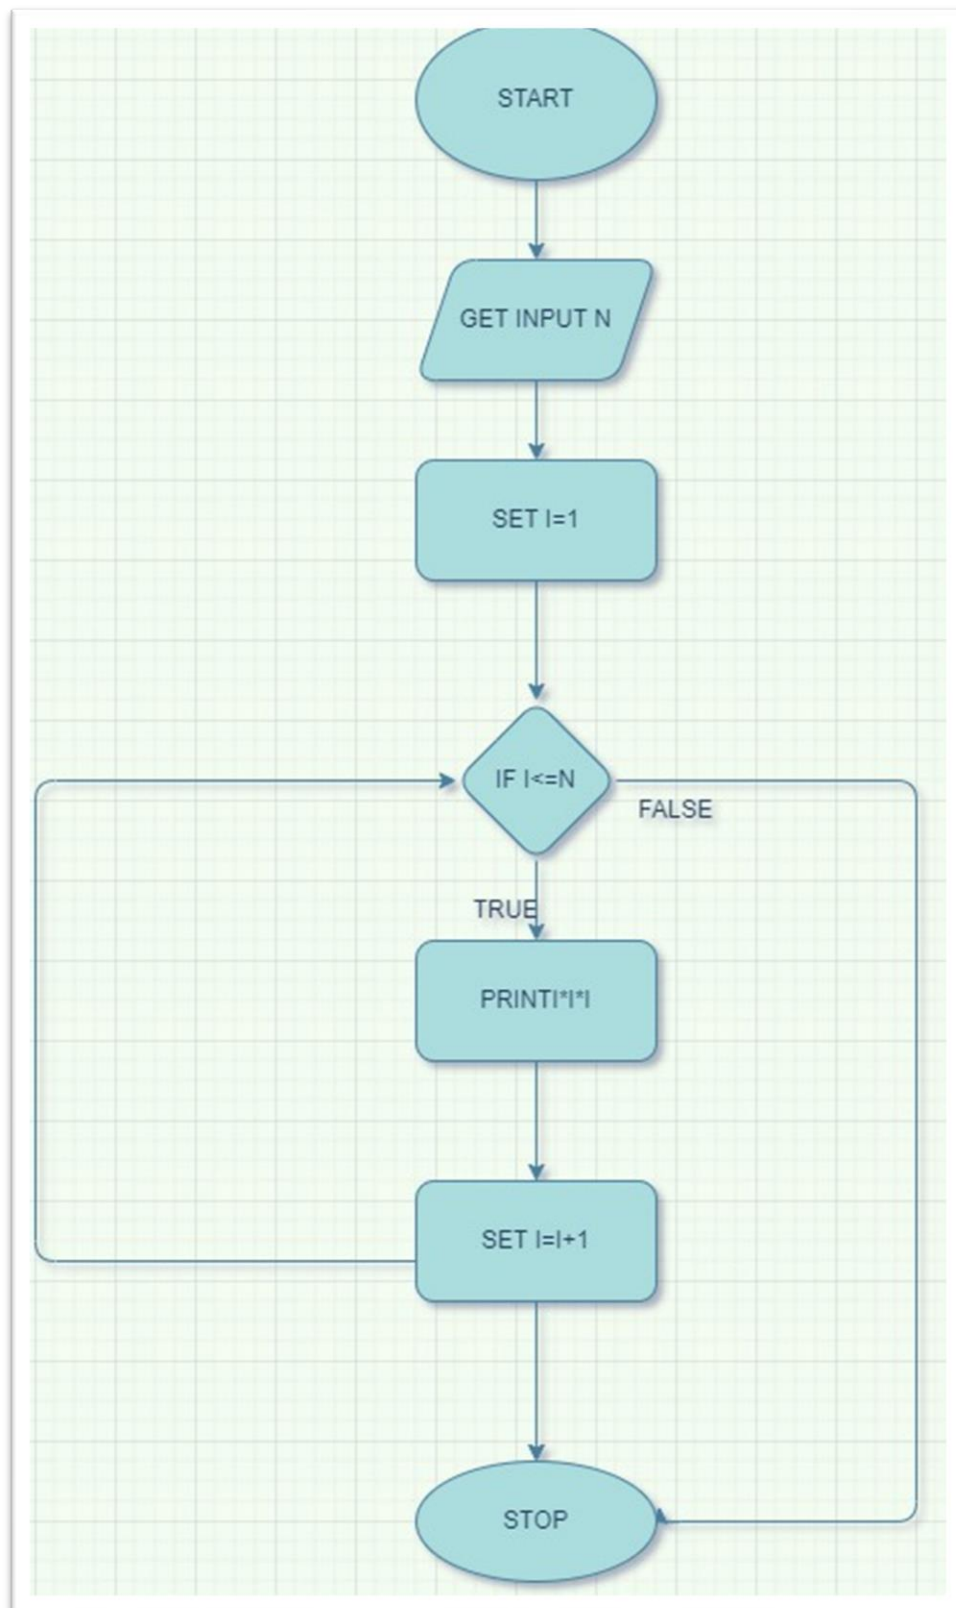 START
GET INPUT N
SET I=1
IF I<=N
FALSE
TRUE
PRINTI*I*I
SET I=I+1
STOP